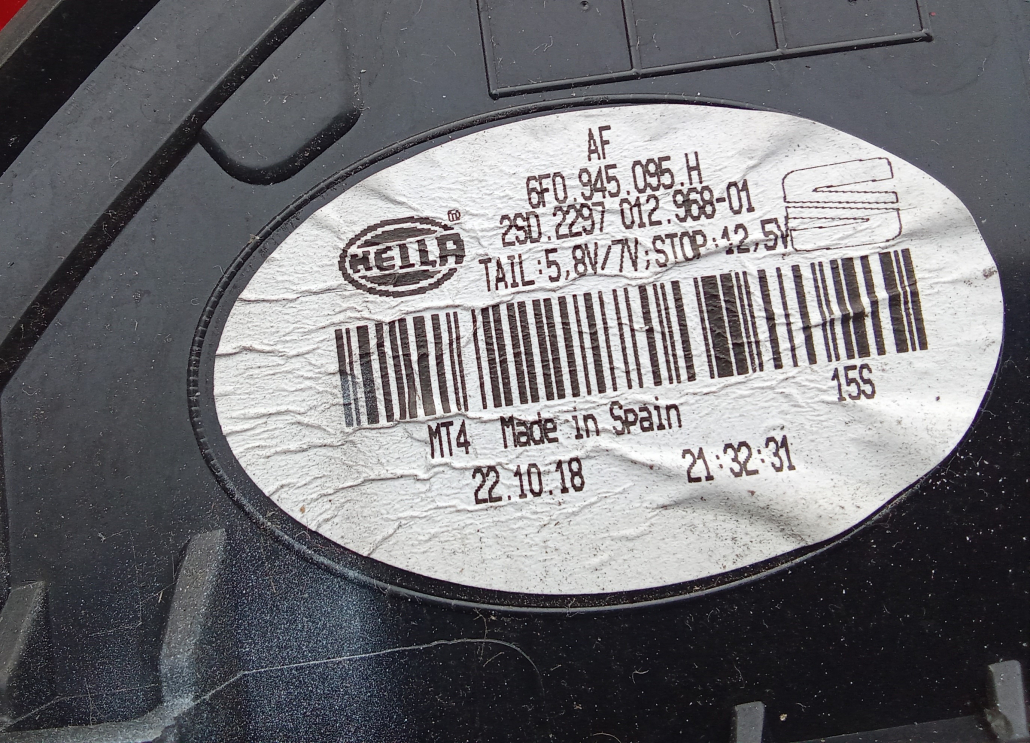 AF
6F0.945.095.H
2SD.2297 012.968-01
HELLA
TAIL:5,8V/7V;STOP:12,5V
15S
MT4 Made in Spain
22.10.18 21:32:31